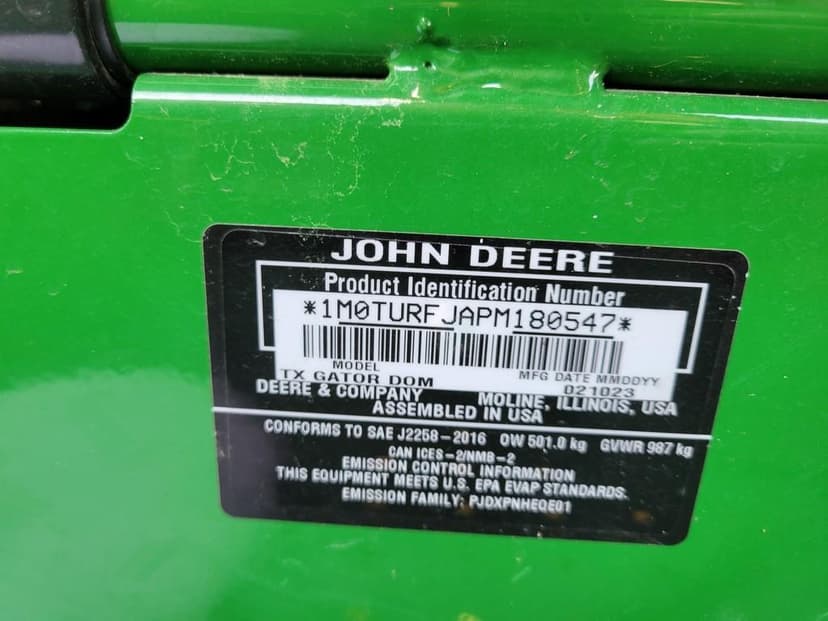 JOHN DEERE
Product Identification Number
*1M0TURFJAPM180547*
MODEL MFG DATE MMDDYY
TX GATOR DOM 021023
DEERE & COMPANY MOLINE, ILLINOIS, USA
ASSEMBLED IN USA
CONFORMS TO SAE J2258-2016 OW 501.0 kg GVWR 987 kg
CAN ICES-2/NMB-2
EMISSION CONTROL INFORMATION
THIS EQUIPMENT MEETS U.S. EPA EVAP STANDARDS.
EMISSION FAMILY: PJDXPNHEQE01